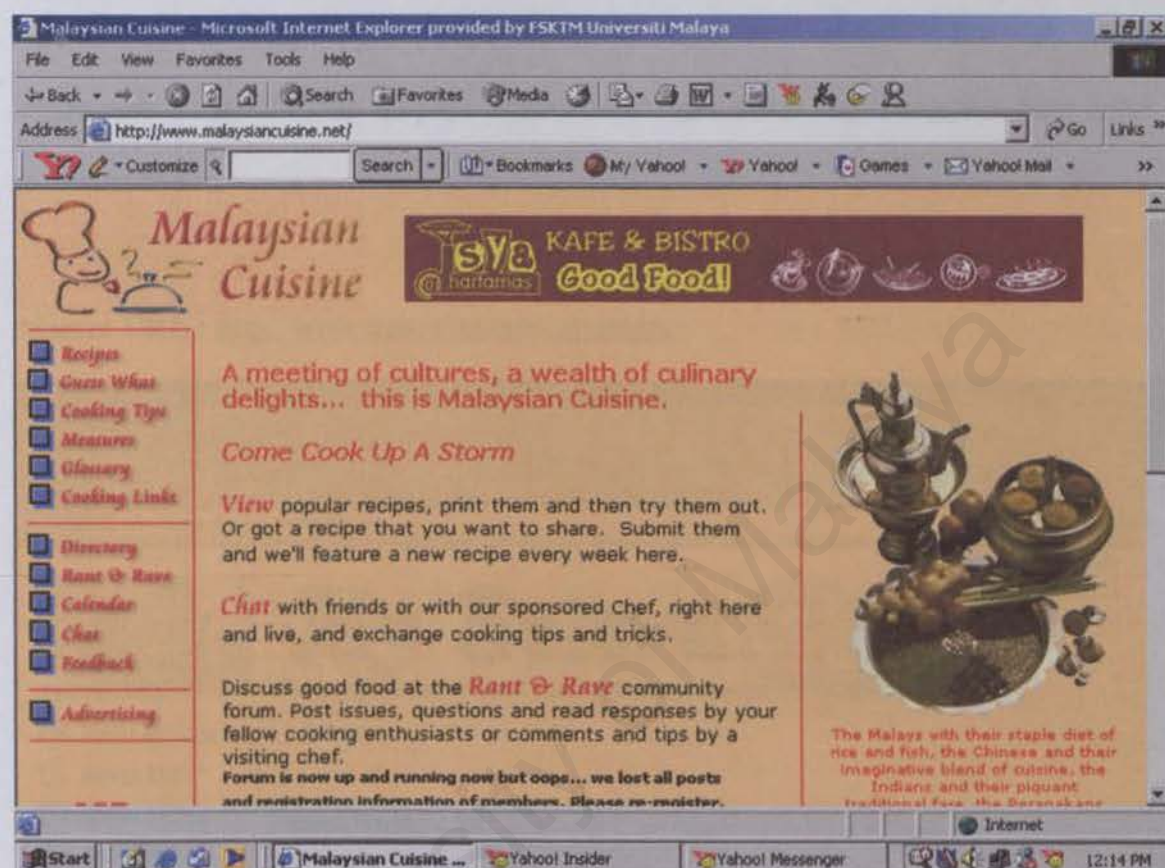 Malaysian Cuisine - Microsoft Internet Explorer provided by FSKTM Universiti Malaya
File Edit View Favorites Tools Help
Back Search Favorites Media
Address http://www.malaysiancuisine.net/ Go Links »
Y? Customize Search Bookmarks My Yahoo! Yahoo! Games Yahoo! Mail »
Malaysian
Cuisine
sya
@ hartamas
KAFE & BISTRO
Good Food!
Recipes
Guess What
Cooking Tips
Measures
Glossary
Cooking Links
Directory
Rant & Rave
Calendar
Chat
Feedback
Advertising
A meeting of cultures, a wealth of culinary
delights... this is Malaysian Cuisine.
Come Cook Up A Storm
View popular recipes, print them and then try them out.
Or got a recipe that you want to share. Submit them
and we'll feature a new recipe every week here.
Chat with friends or with our sponsored Chef, right here
and live, and exchange cooking tips and tricks.
Discuss good food at the Rant & Rave community
forum. Post issues, questions and read responses by your
fellow cooking enthusiasts or comments and tips by a
visiting chef.
Forum is now up and running now but oops... we lost all posts
and registration information of members. Please re-register.
The Malays with their staple diet of
rice and fish, the Chinese and their
imaginative blend of cuisine, the
Indians and their piquant
traditional fare, the Peranakans
Internet
Start Malaysian Cuisine ... Yahoo! Insider Yahoo! Messenger 12:14 PM
University of Malaya